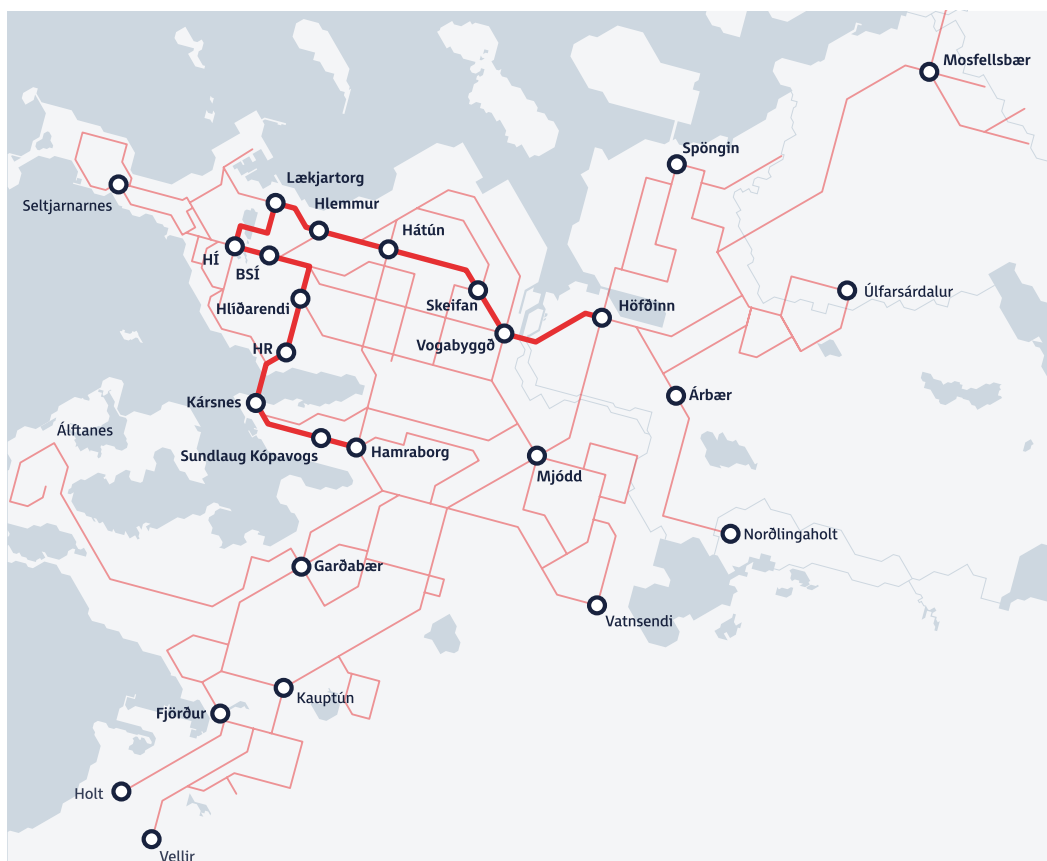 Mosfellsbær
Spöngin
Lækjartorg
Seltjarnarnes
Hlemmur
Hátún
HÍ
BSÍ
Úlfarsárdalur
Hlíðarendi
Skeifan
Höfðinn
HR
Vogabyggð
Kársnes
Árbær
Álftanes
Sundlaug Kópavogs
Hamraborg
Mjódd
Norðlingaholt
Garðabær
Vatnsendi
Kauptún
Fjörður
Holt
Vellir